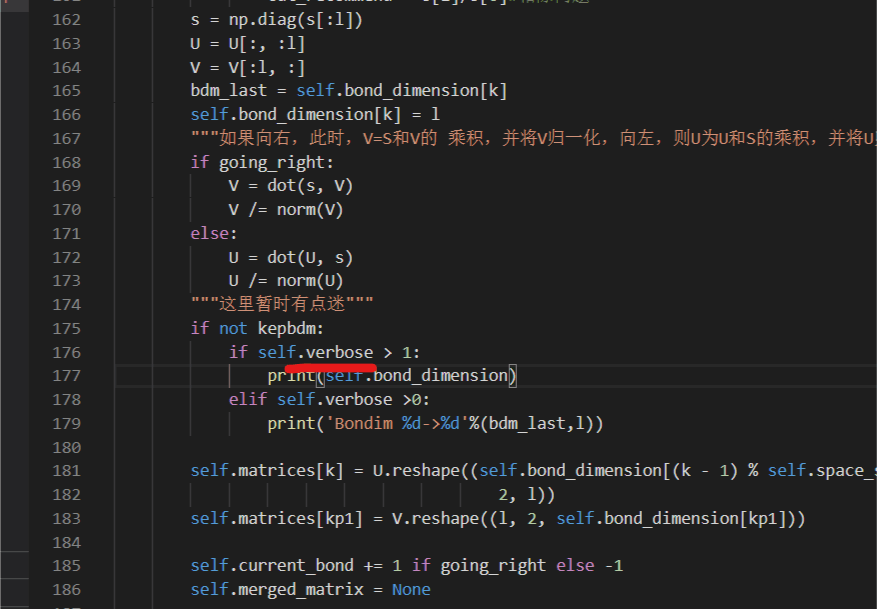 162 s = np.diag(s[:l])
163 U = U[:, :l]
164 V = V[:l, :]
165 bdm_last = self.bond_dimension[k]
166 self.bond_dimension[k] = l
167 """如果向右，此时，V=S和V的 乘积，并将V归一化，向左，则U为U和S的乘积，并将U
168 if going_right:
169 V = dot(s, V)
170 V /= norm(V)
171 else:
172 U = dot(U, s)
173 U /= norm(U)
174 """这里暂时有点迷"""
175 if not kepbdm:
176 if self.verbose > 1:
177 print(self.bond_dimension)
178 elif self.verbose >0:
179 print('Bondim %d->%d'%(bdm_last,l))
180
181 self.matrices[k] = U.reshape((self.bond_dimension[(k - 1) % self.space_
182 2, l))
183 self.matrices[kp1] = V.reshape((l, 2, self.bond_dimension[kp1]))
184
185 self.current_bond += 1 if going_right else -1
186 self.merged_matrix = None